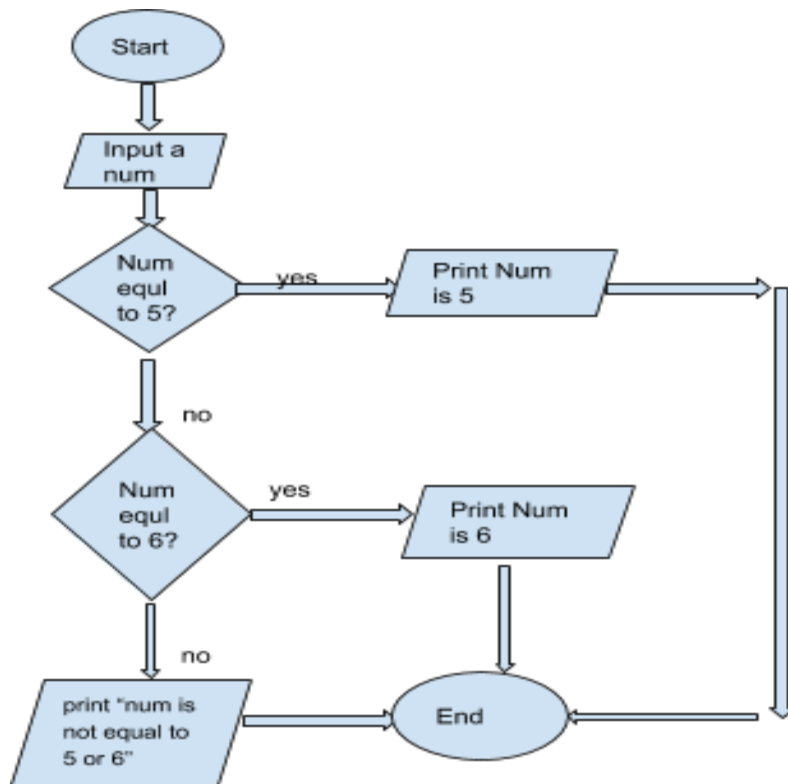 Start
Input a
num
Num
equl
to 5?
yes
Print Num
is 5
no
Num
equl
to 6?
yes
Print Num
is 6
no
print “num is
not equal to
5 or 6”
End